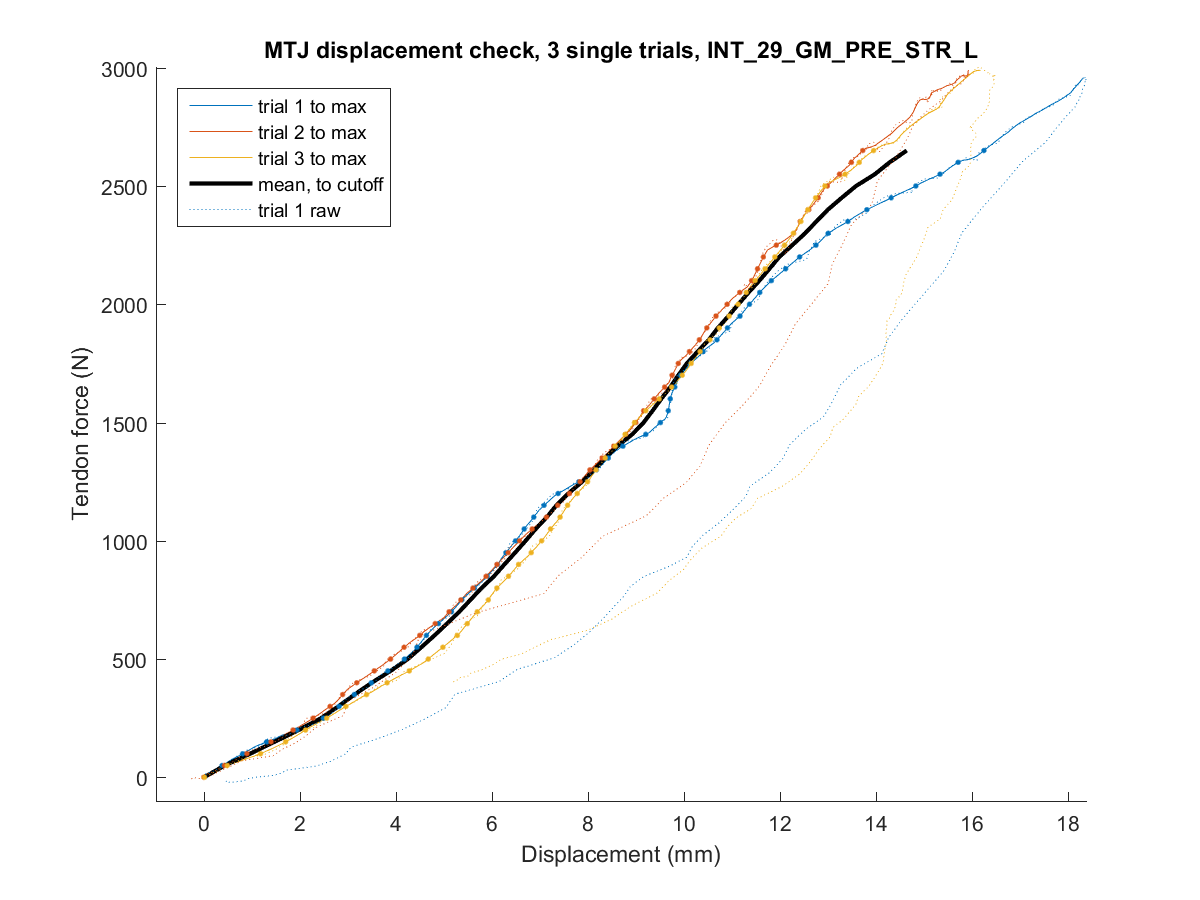 MTJ displacement check, 3 single trials, INT_29_GM_PRE_STR_L
3000
2500
2000
1500
1000
500
0
Tendon force (N)
trial 1 to max
trial 2 to max
trial 3 to max
mean, to cutoff
trial 1 raw
0 2 4 6 8 10 12 14 16 18
Displacement (mm)